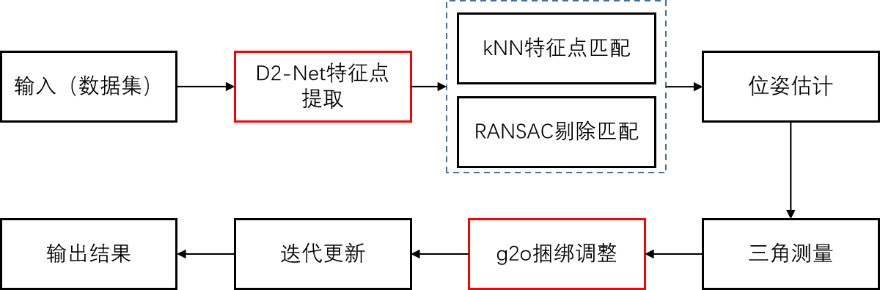 输入（数据集）
D2-Net特征点
提取
kNN特征点匹配
RANSAC剔除匹配
位姿估计
三角测量
g2o捆绑调整
迭代更新
输出结果